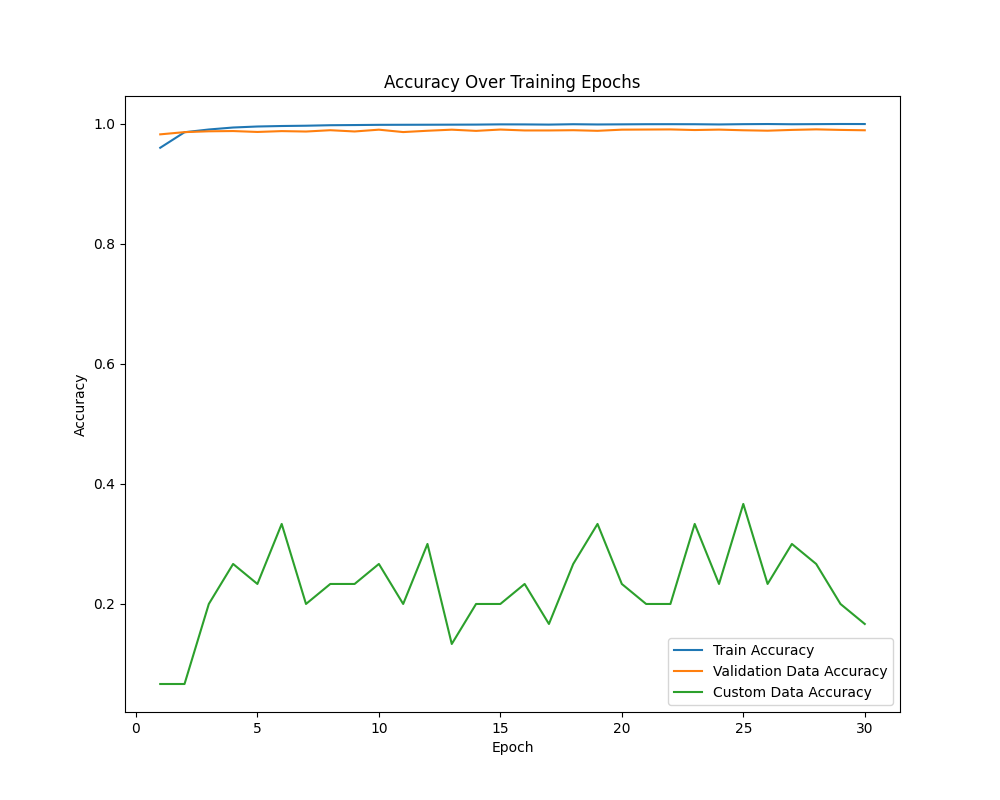 Accuracy Over Training Epochs
1.0
0.8
0.6
0.4
0.2
Accuracy
0 5 10 15 20 25 30
Epoch
Train Accuracy
Validation Data Accuracy
Custom Data Accuracy